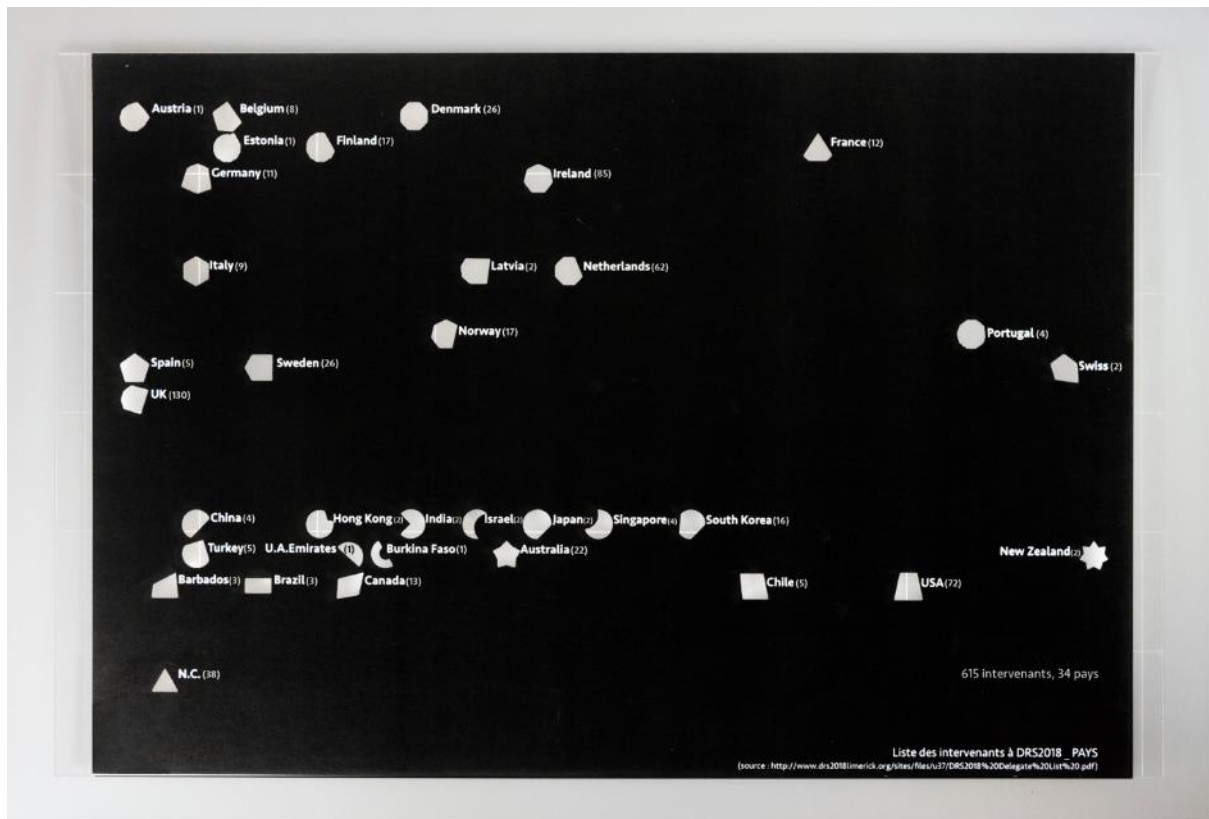 Austria (1) Belgium (8) Denmark (26)
Estonia (1) Finland (17) France (12)
Germany (11) Ireland (85)
Italy (9) Latvia (2) Netherlands (62)
Norway (17) Portugal (4)
Spain (5) Sweden (26) Swiss (2)
UK (130)
China (4) Hong Kong (2) India (2) Israel (2) Japan (2) Singapore (4) South Korea (16)
Turkey (5) U.A.Emirates (1) Burkina Faso (1) Australia (22) New Zealand (2)
Barbados (3) Brazil (3) Canada (13) Chile (5) USA (72)
N.C. (38) 615 intervenants, 34 pays
Liste des intervenants à DRS2018 _ PAYS
(source : http://www.drs2018limerick.org/sites/files/u37/DRS2018%20Delegate%20List%20.pdf)